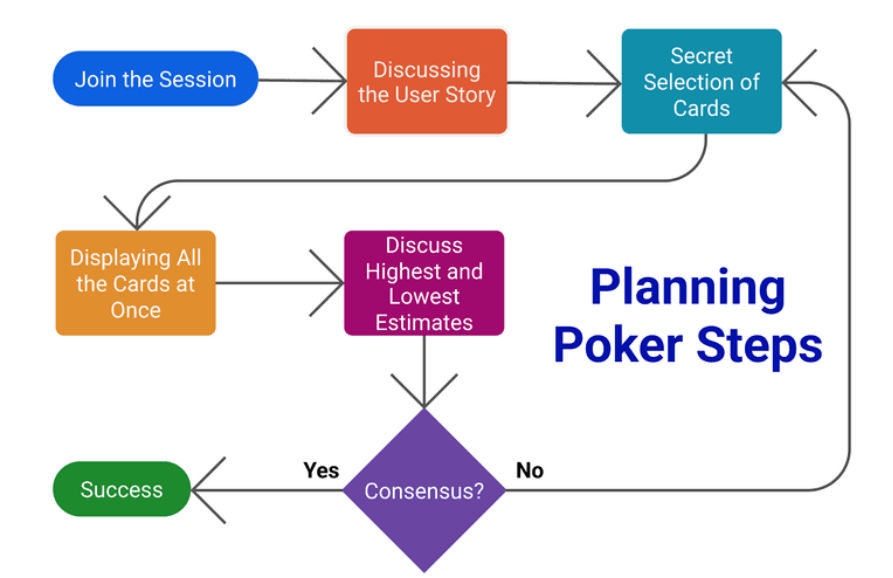 Join the Session
Discussing
the User Story
Secret
Selection of
Cards
Displaying All
the Cards at
Once
Discuss
Highest and
Lowest
Estimates
Planning
Poker Steps
Consensus?
Yes
No
Success